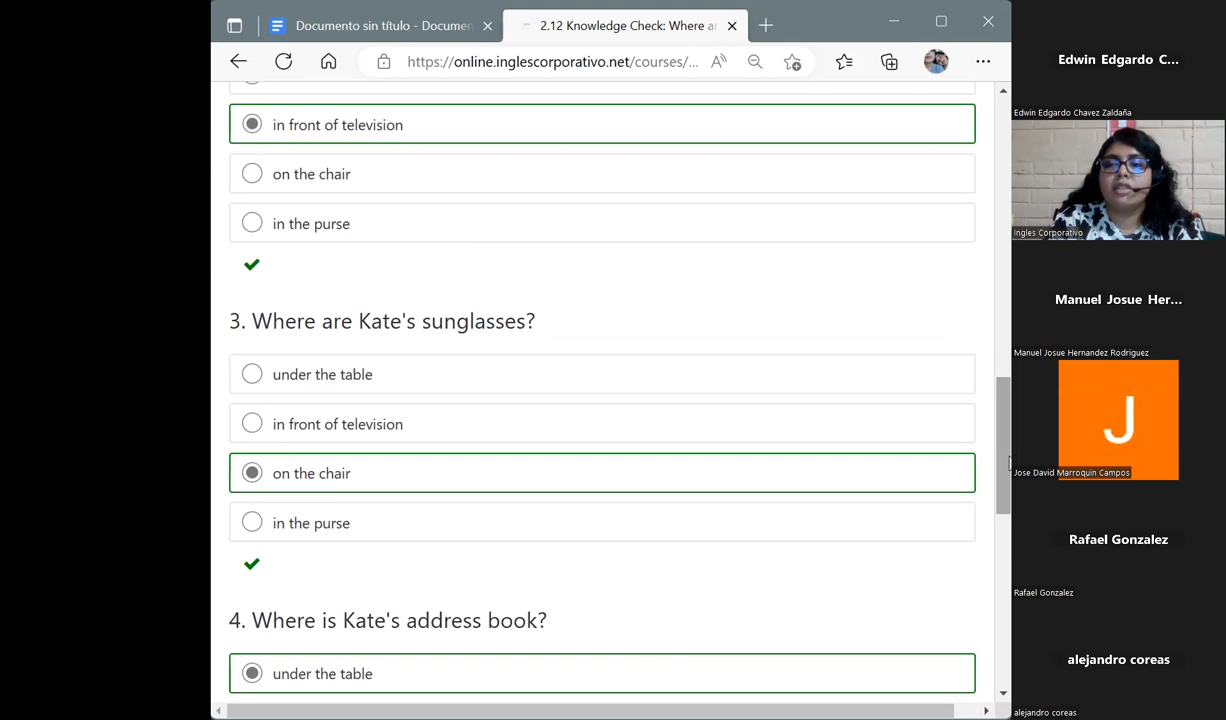 Documento sin título - Documen
2.12 Knowledge Check: Where ar
https://online.inglescorporativo.net/courses/...
in front of television
on the chair
in the purse
3. Where are Kate's sunglasses?
under the table
in front of television
on the chair
in the purse
4. Where is Kate's address book?
under the table
Edwin Edgardo C...
Edwin Edgardo Chavez Zaldaña
Ingles Corporativo
Manuel Josue Her...
Manuel Josue Hernandez Rodriguez
J
Jose David Marroquin Campos
Rafael Gonzalez
Rafael Gonzalez
alejandro coreas
alejandro coreas